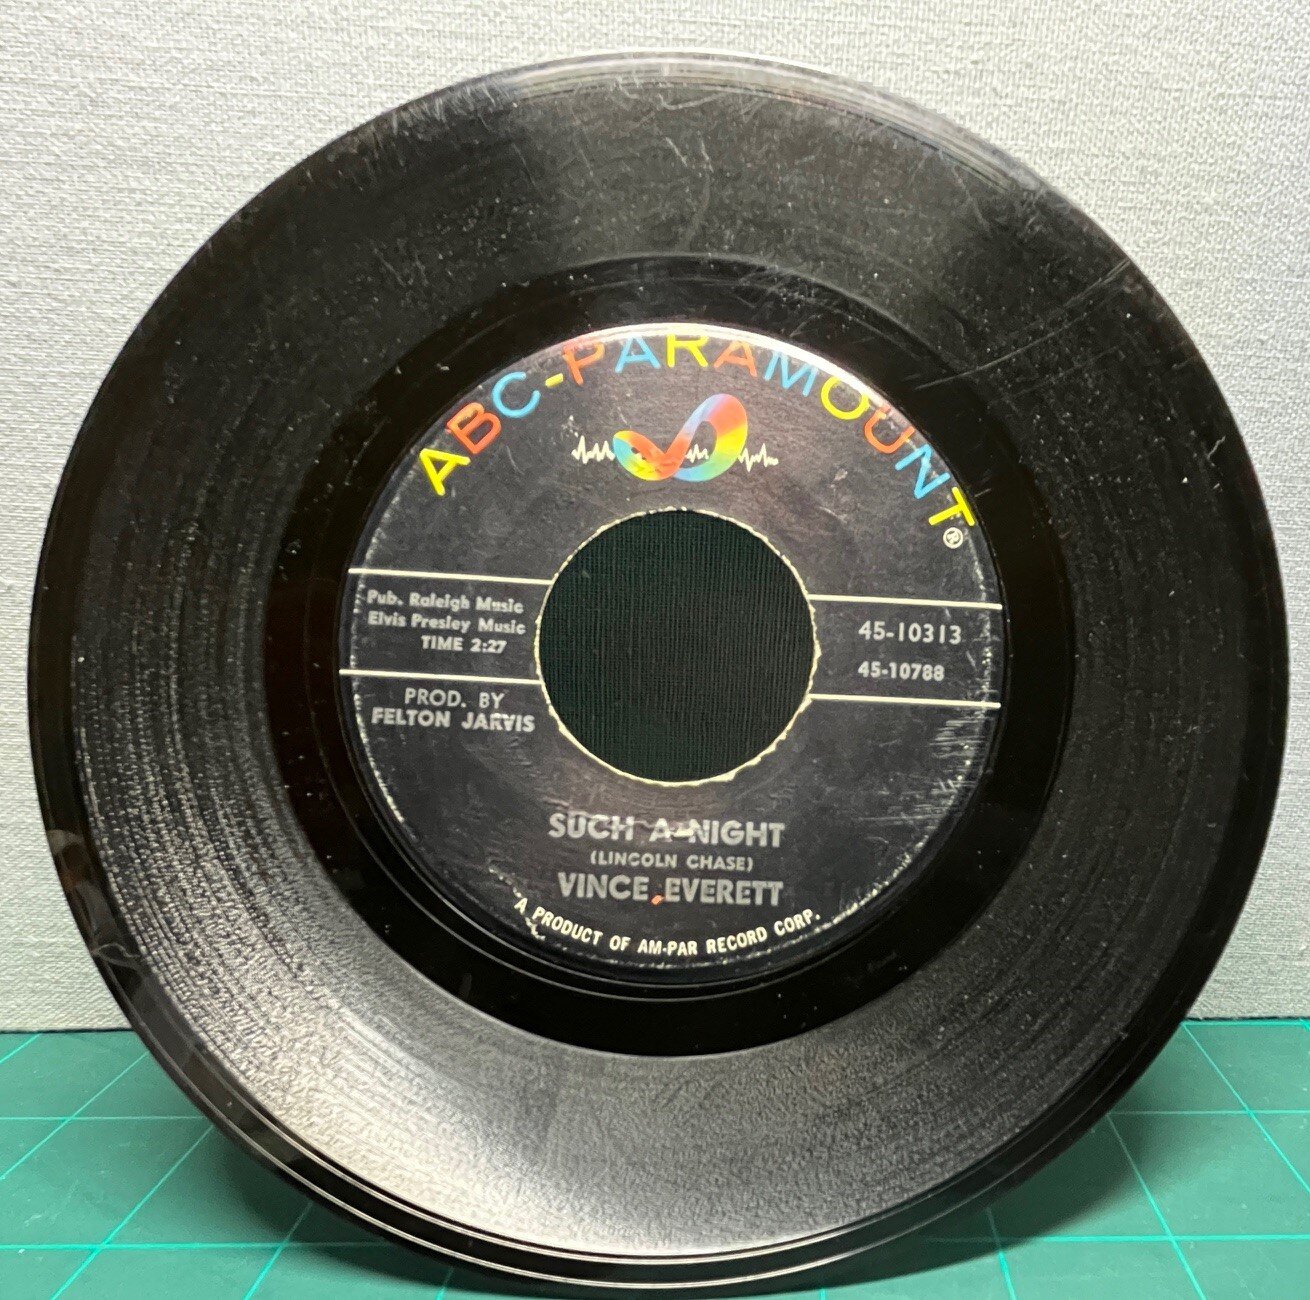 ABC-PARAMOUNT®
Pub. Raleigh Music
Elvis Presley Music
TIME 2:27
PROD. BY
FELTON JARVIS
45-10313
45-10788
SUCH A NIGHT
(LINCOLN CHASE)
VINCE EVERETT
A PRODUCT OF AM-PAR RECORD CORP.